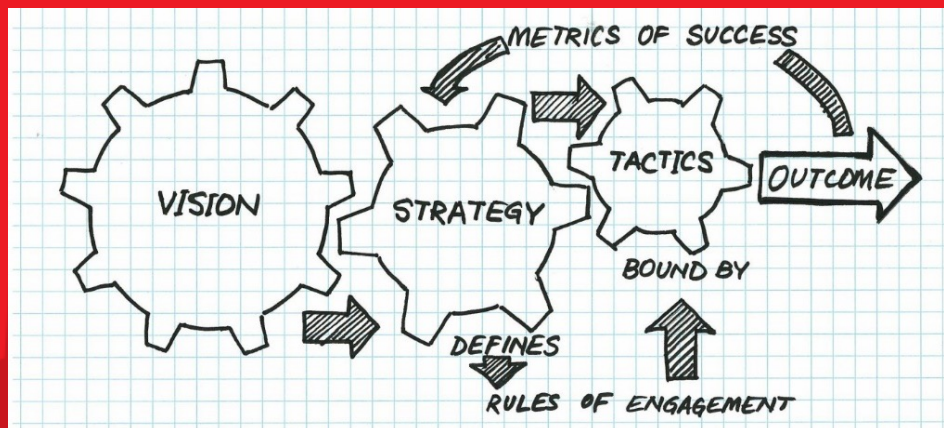 METRICS OF SUCCESS
VISION
STRATEGY
TACTICS
OUTCOME
BOUND BY
DEFINES
RULES OF ENGAGEMENT